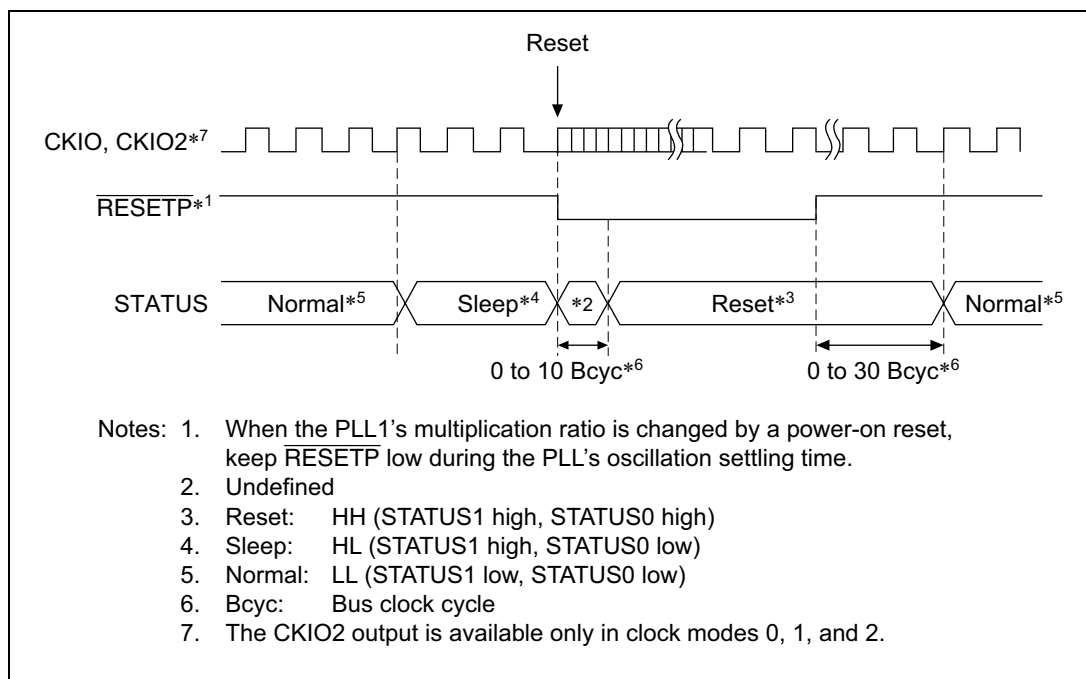 Reset
CKIO, CKIO2*7
RESETP*1
STATUS Normal*5 Sleep*4 *2 Reset*3 Normal*5
0 to 10 Bcyc*6 0 to 30 Bcyc*6
Notes: 1. When the PLL1's multiplication ratio is changed by a power-on reset,
keep RESETP low during the PLL's oscillation settling time.
2. Undefined
3. Reset: HH (STATUS1 high, STATUS0 high)
4. Sleep: HL (STATUS1 high, STATUS0 low)
5. Normal: LL (STATUS1 low, STATUS0 low)
6. Bcyc: Bus clock cycle
7. The CKIO2 output is available only in clock modes 0, 1, and 2.